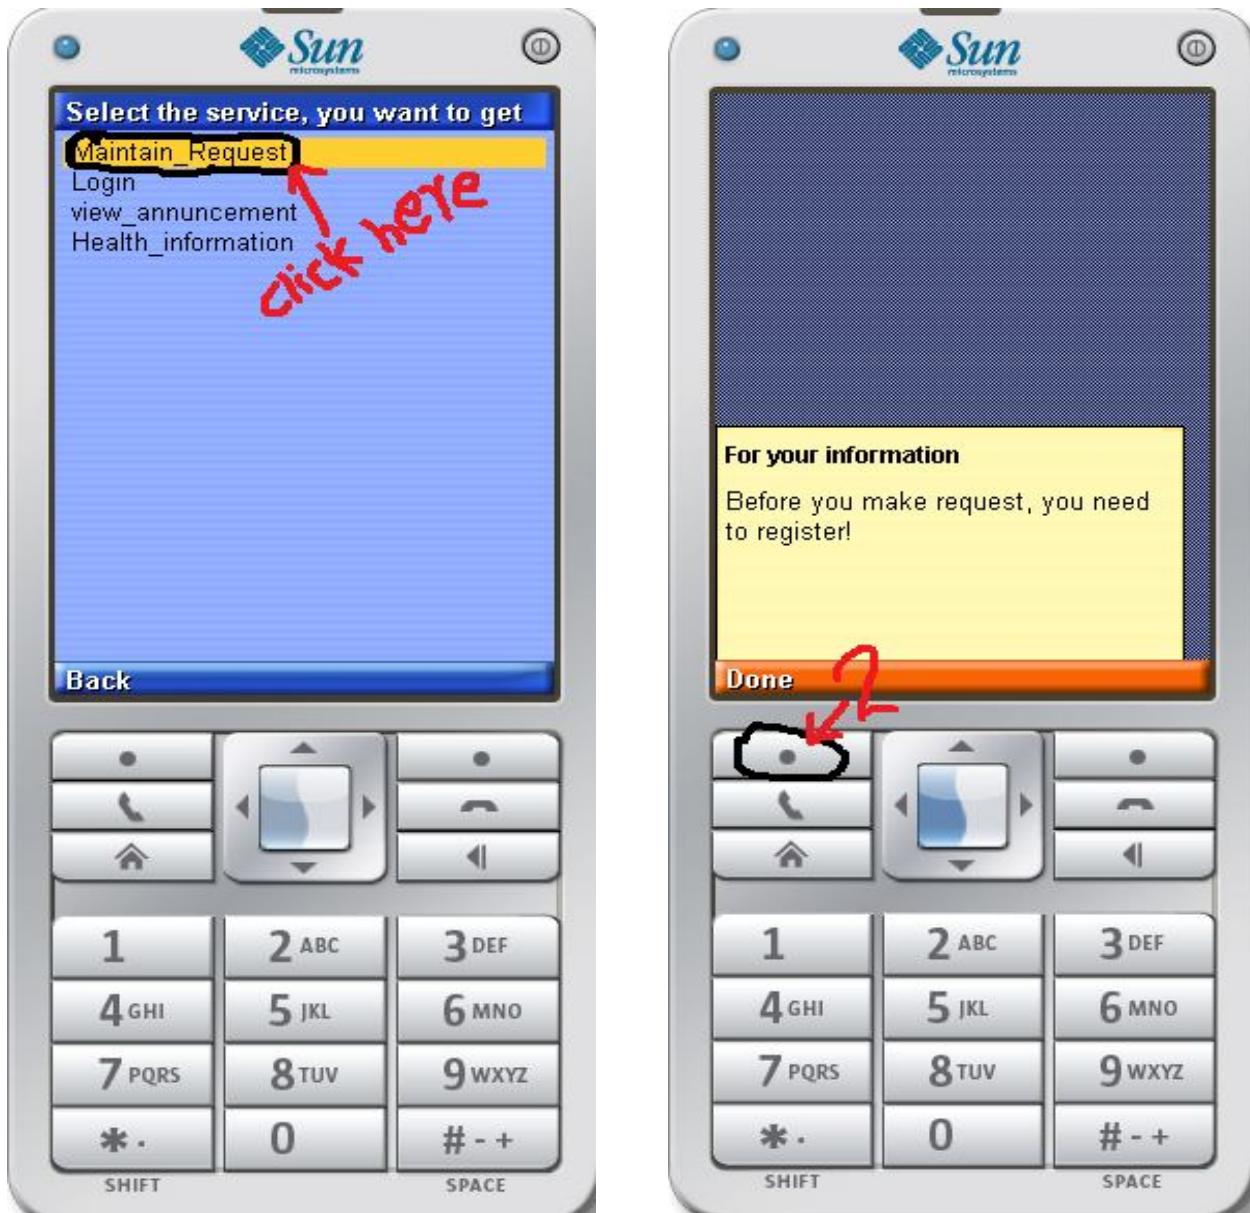 Sun
microsystems
Select the service, you want to get
Maintain_Request
Login
view_annuncement
Health_information
click here
Back
1
2 ABC
3 DEF
4 GHI
5 JKL
6 MNO
7 PQRS
8 TUV
9 WXYZ
* .
0
# - +
SHIFT
SPACE
Sun
microsystems
For your information
Before you make request, you need
to register!
Done
2
1
2 ABC
3 DEF
4 GHI
5 JKL
6 MNO
7 PQRS
8 TUV
9 WXYZ
* .
0
# - +
SHIFT
SPACE